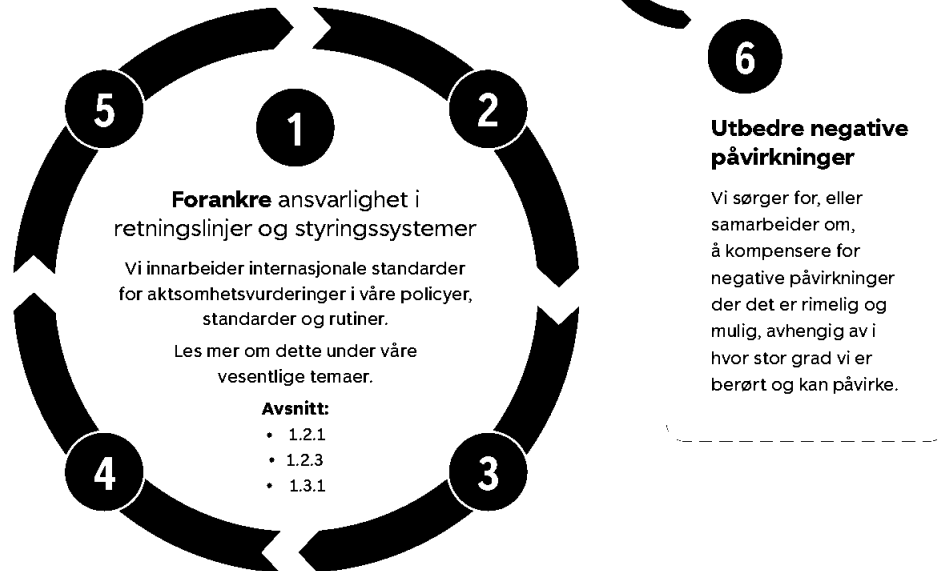 5
2
1
Forankre ansvarlighet i
retningslinjer og styringssystemer
Vi innarbeider internasjonale standarder
for aktsomhetsvurderinger i våre policyer,
standarder og rutiner.
Les mer om dette under våre
vesentlige temaer.
Avsnitt:
• 1.2.1
• 1.2.3
• 1.3.1
4
3
6
Utbedre negative
påvirkninger
Vi sørger for, eller
samarbeider om,
å kompensere for
negative påvirkninger
der det er rimelig og
mulig, avhengig av i
hvor stor grad vi er
berørt og kan påvirke.